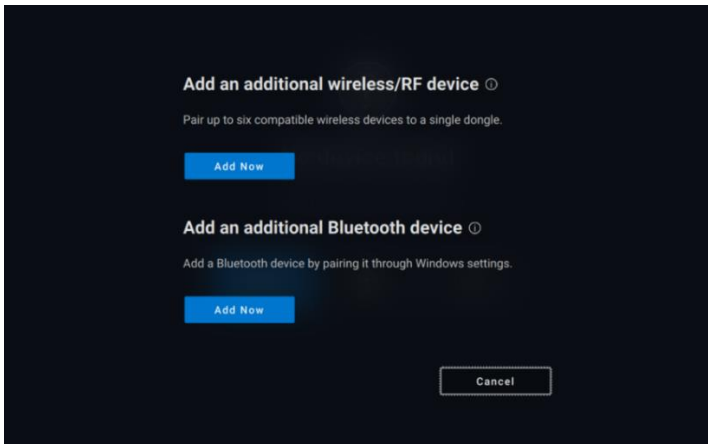 Add an additional wireless/RF device
Pair up to six compatible wireless devices to a single dongle.
Add Now
Add an additional Bluetooth device
Add a Bluetooth device by pairing it through Windows settings.
Add Now
Cancel